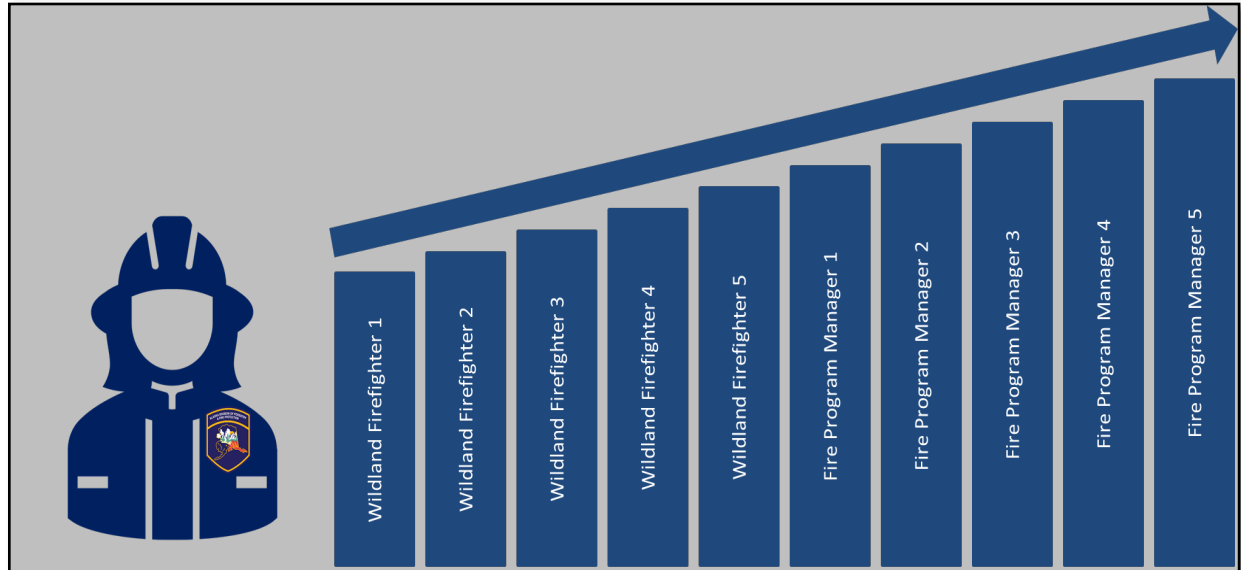 Wildland Firefighter 1
Wildland Firefighter 2
Wildland Firefighter 3
Wildland Firefighter 4
Wildland Firefighter 5
Fire Program Manager 1
Fire Program Manager 2
Fire Program Manager 3
Fire Program Manager 4
Fire Program Manager 5